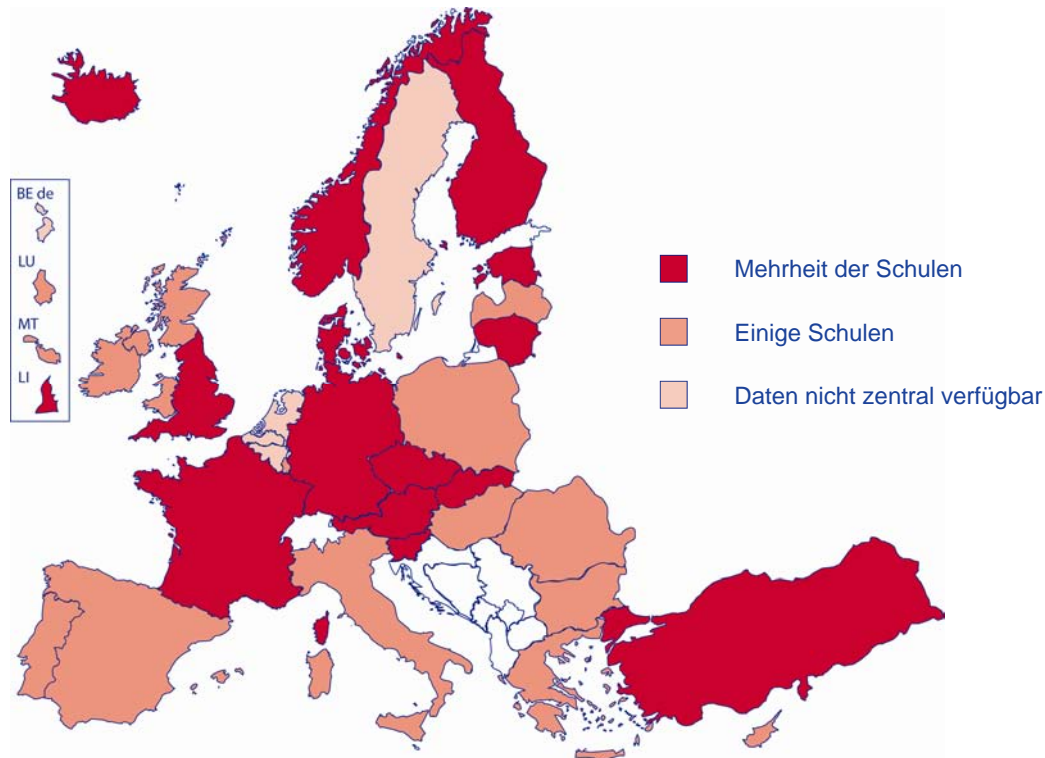 BE de
LU
MT
LI
Mehrheit der Schulen
Einige Schulen
Daten nicht zentral verfügbar